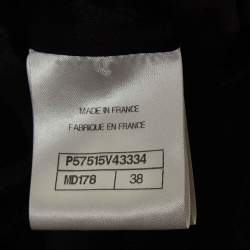 MADE IN FRANCE
FABRIQUE EN FRANCE
P57515V43334
MD178 38